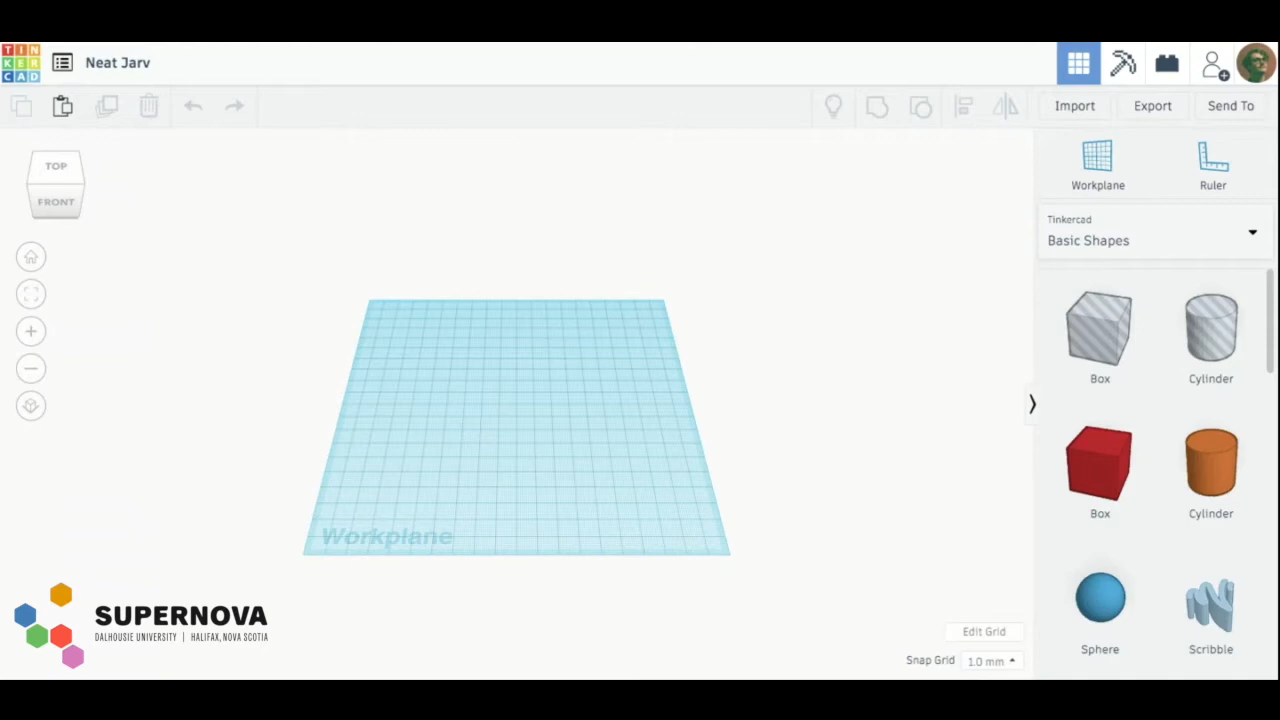 TIN
KER
CAD
Neat Jarv
Import
Export
Send To
TOP
FRONT
Workplane
Ruler
Tinkercad
Basic Shapes
Box
Cylinder
Box
Cylinder
Workplane
Sphere
Scribble
SUPERNOVA
DALHOUSIE UNIVERSITY | HALIFAX, NOVA SCOTIA
Edit Grid
Snap Grid 1.0 mm